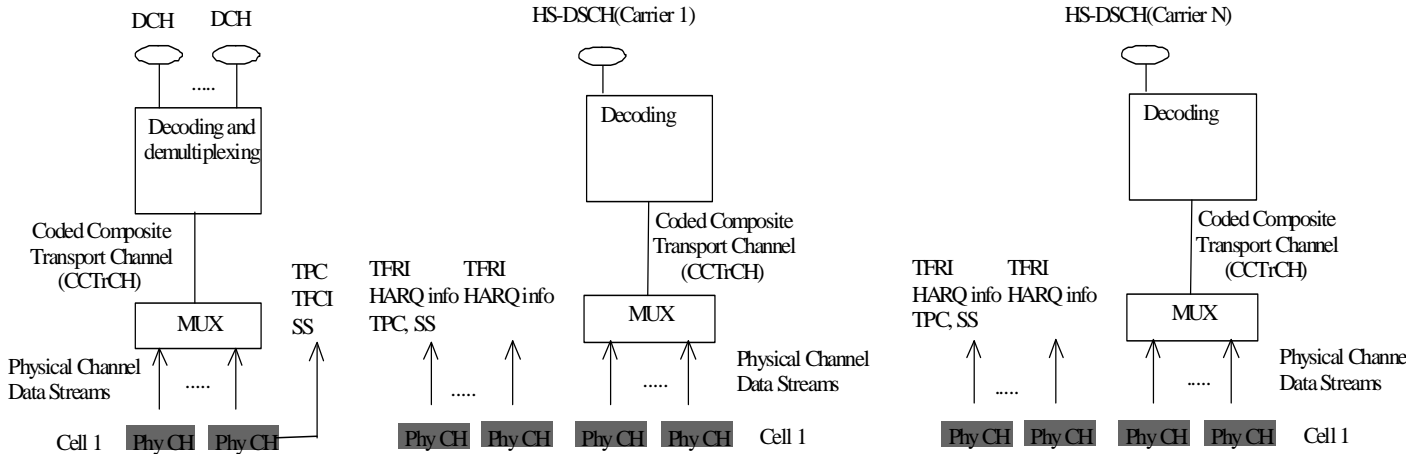 DCH
DCH
.....
Decoding and
demultiplexing
Coded Composite
Transport Channel
(CCTrCH)
MUX
TPC
TFCI
SS
Physical Channel
Data Streams
.....
Cell 1
Phy CH
Phy CH
HS-DSCH(Carrier 1)
Decoding
Coded Composite
Transport Channel
(CCTrCH)
TFRI
HARQ info
TPC, SS
TFRI
HARQ info
MUX
.....
.....
Physical Channel
Data Streams
Phy CH
Phy CH
Phy CH
Phy CH
Cell 1
HS-DSCH(Carrier N)
Decoding
Coded Composite
Transport Channel
(CCTrCH)
TFRI
HARQ info
TPC, SS
TFRI
HARQ info
MUX
.....
.....
Physical Channel
Data Streams
Phy CH
Phy CH
Phy CH
Phy CH
Cell 1